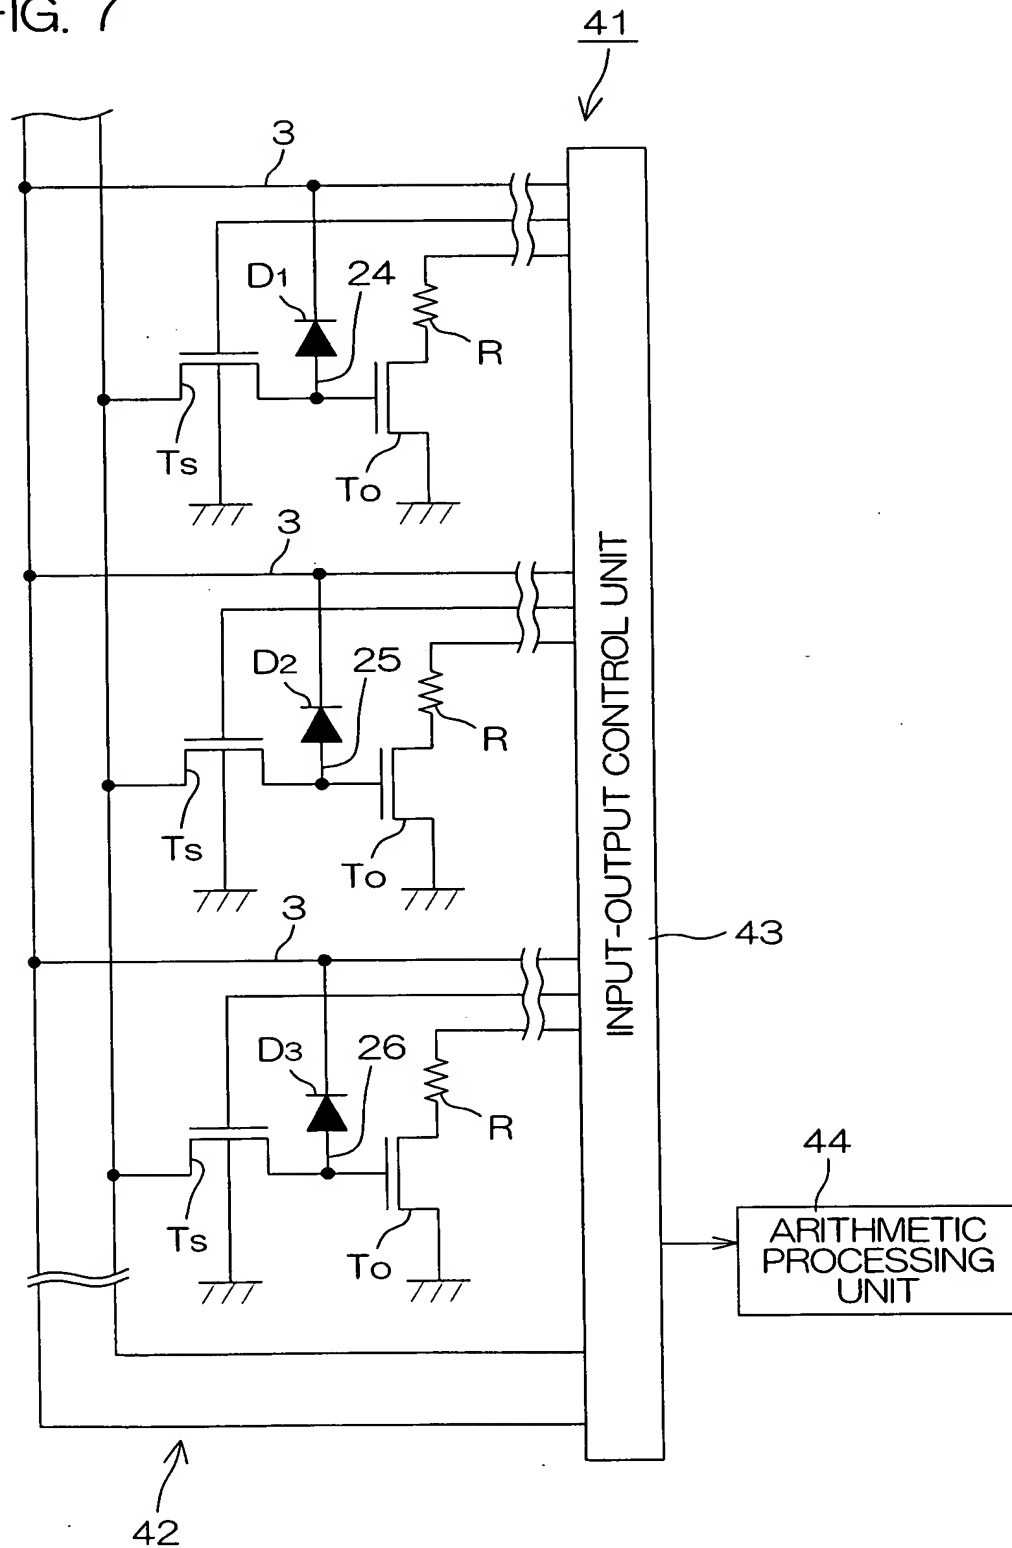 FIG. 7
41
3
D1
24
R
Ts
To
3
D2
25
R
Ts
To
INPUT-OUTPUT CONTROL UNIT
3
43
D3
26
R
Ts
To
44
ARITHMETIC
PROCESSING
UNIT
42